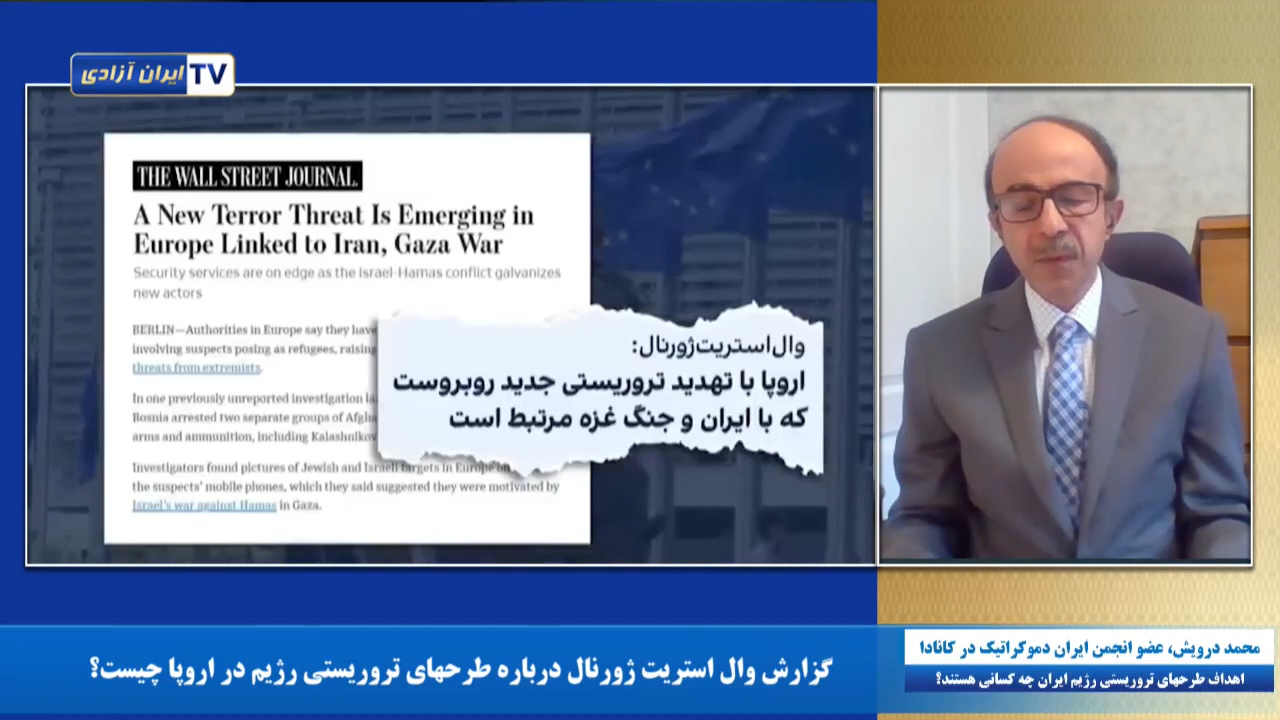 ایران آزادی TV
THE WALL STREET JOURNAL.
A New Terror Threat Is Emerging in
Europe Linked to Iran, Gaza War
Security services are on edge as the Israel-Hamas conflict galvanizes
new actors
BERLIN—Authorities in Europe say they have
involving suspects posing as refugees, raising
threats from extremists.
In one previously unreported investigation
Bosnia arrested two separate groups of
arms and ammunition, including
Investigators found pictures of Jewish and Israeli targets in Europe on
the suspects' mobile phones, which they said suggested they were motivated by
Israel's war against Hamas in Gaza.
وال‌استریت‌ژورنال:
اروپا با تهدید تروریستی جدید روبروست
که با ایران و جنگ غزه مرتبط است
محمد درویش، عضو انجمن ایران دموکراتیک در کانادا
اهداف طرحهای تروریستی رژیم ایران چه کسانی هستند؟
گزارش وال استریت ژورنال درباره طرحهای تروریستی رژیم در اروپا چیست؟